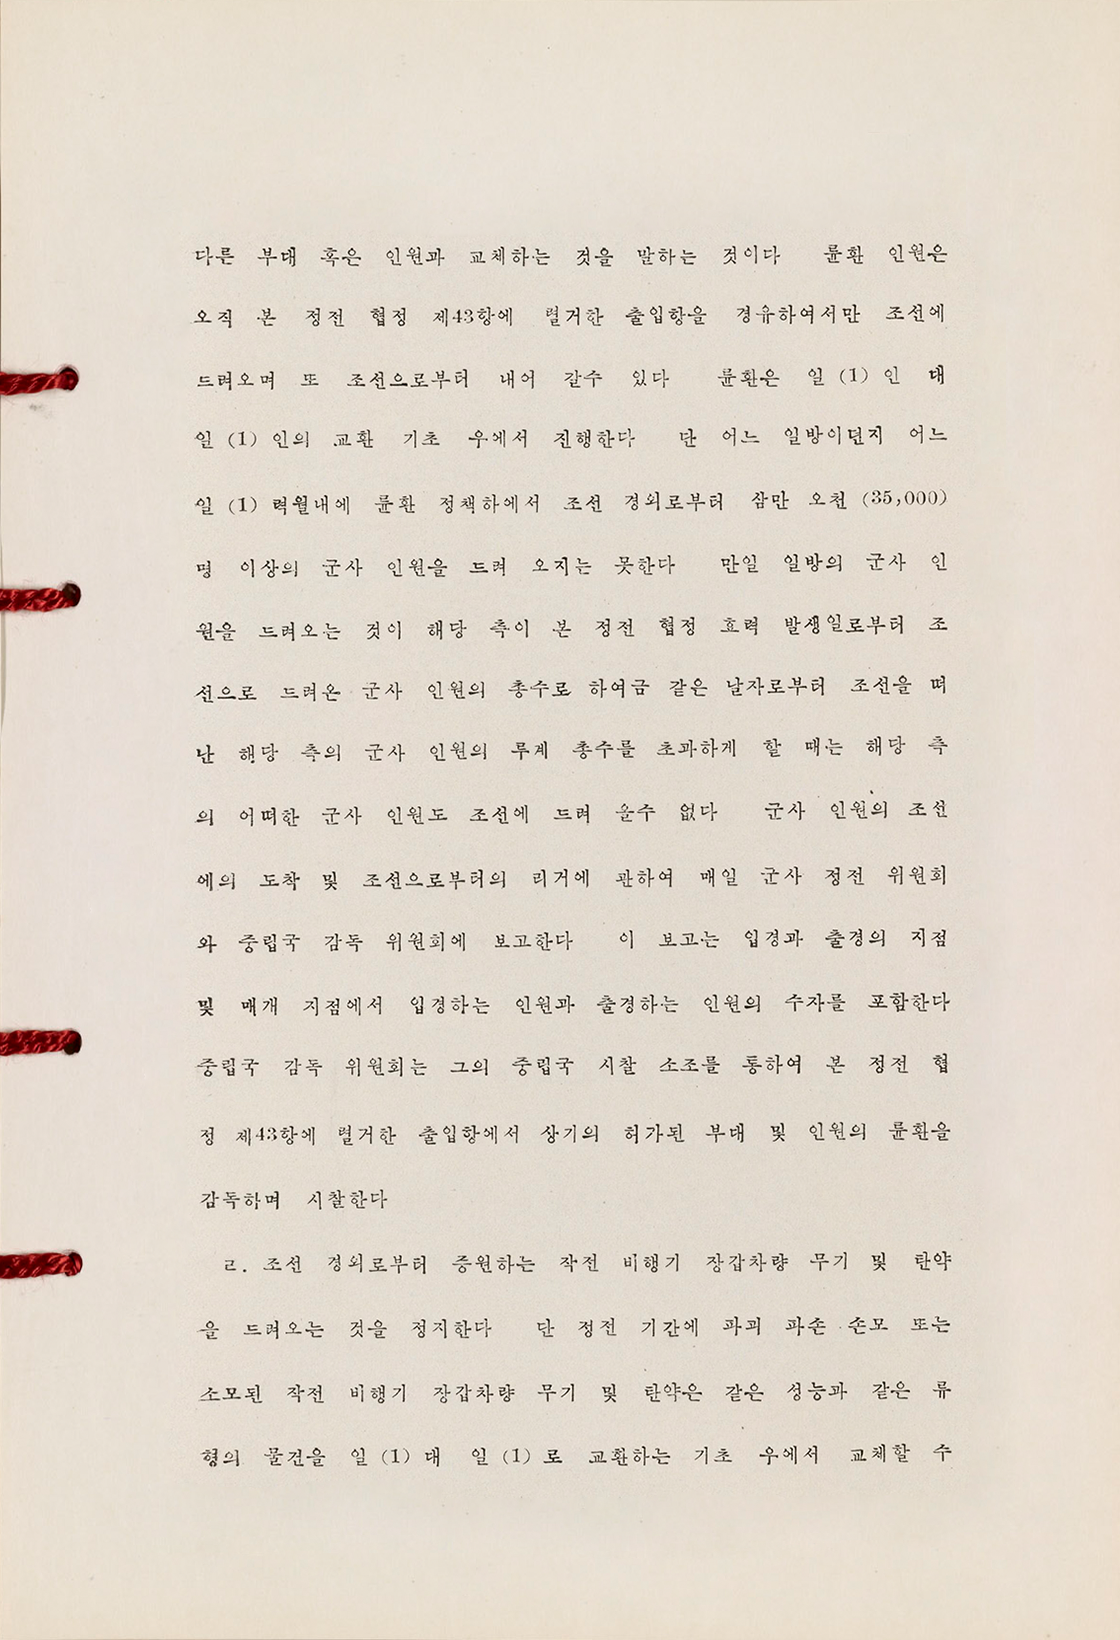 다른 부대 혹은 인원과 교체하는 것을 말하는 것이다 륜환 인원은
오직 본 정전 협정 제43항에 렬거한 출입항을 경유하여서만 조선에
드려오며 또 조선으로부터 내어 갈수 있다 륜환은 일 (1) 인 대
일 (1) 인의 교환 기초 우에서 진행한다 단 어느 일방이던지 어느
일 (1) 력월내에 륜환 정책하에서 조선 경외로부터 삼만 오천 (35,000)
명 이상의 군사 인원을 드려 오지는 못한다 만일 일방의 군사 인
원을 드려오는 것이 해당 측이 본 정전 협정 효력 발생일로부터 조
선으로 드려온 군사 인원의 총수로 하여금 같은 날자로부터 조선을 떠
난 해당 측의 군사 인원의 루계 총수를 초과하게 할 때는 해당 측
의 어떠한 군사 인원도 조선에 드려 올수 없다 군사 인원의 조선
에의 도착 및 조선으로부터의 리거에 관하여 매일 군사 정전 위원회
와 중립국 감독 위원회에 보고한다 이 보고는 입경과 출경의 지점
및 매개 지점에서 입경하는 인원과 출경하는 인원의 수자를 포함한다
중립국 감독 위원회는 그의 중립국 시찰 소조를 통하여 본 정전 협
정 제43항에 렬거한 출입항에서 상기의 허가된 부대 및 인원의 륜환을
감독하며 시찰한다
ㄹ. 조선 경외로부터 증원하는 작전 비행기 장갑차량 무기 및 탄약
을 드려오는 것을 정지한다 단 정전 기간에 파괴 파손 손모 또는
소모된 작전 비행기 장갑차량 무기 및 탄약은 같은 성능과 같은 류
형의 물건을 일 (1) 대 일 (1) 로 교환하는 기초 우에서 교체할 수